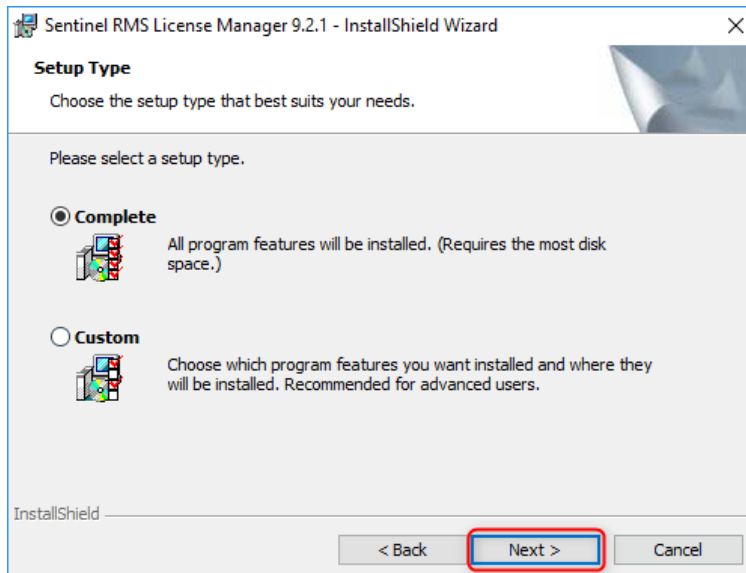 Sentinel RMS License Manager 9.2.1 - InstallShield Wizard
Setup Type
Choose the setup type that best suits your needs.
Please select a setup type.
Complete
All program features will be installed. (Requires the most disk
space.)
Custom
Choose which program features you want installed and where they
will be installed. Recommended for advanced users.
InstallShield
< Back
Next >
Cancel